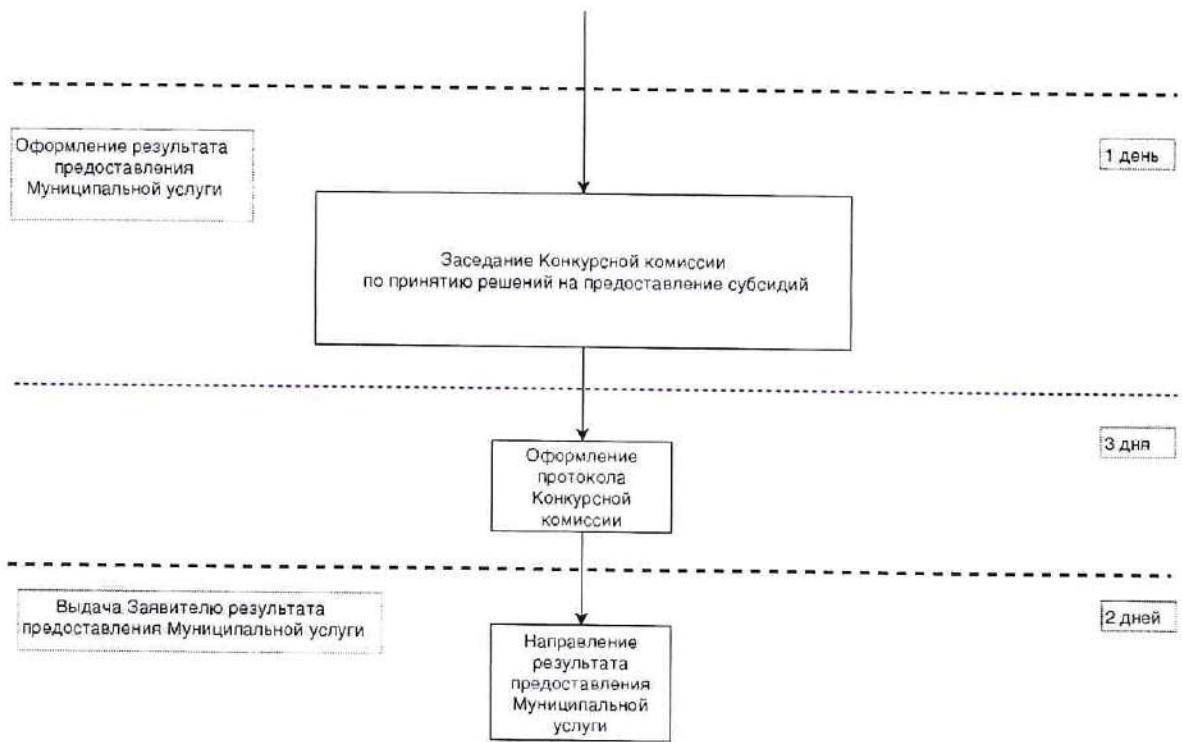 Оформление результата
предоставления
Муниципальной услуги
1 день
Заседание Конкурсной комиссии
по принятию решений на предоставление субсидий
3 дня
Оформление
протокола
Конкурсной
комиссии
Выдача Заявителю результата
предоставления Муниципальной услуги
2 дней
Направление
результата
предоставления
Муниципальной
услуги